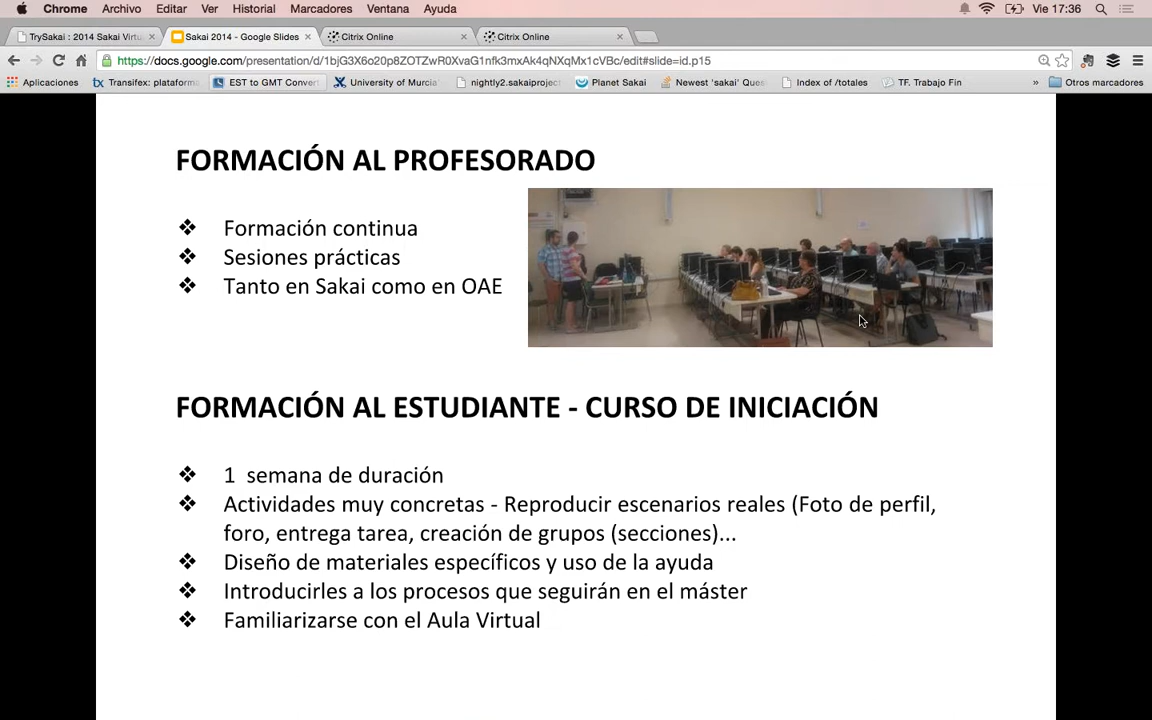 Chrome Archivo Editar Ver Historial Marcadores Ventana Ayuda Vie 17:36
TrySakai : 2014 Sakai Virtu
Sakai 2014 - Google Slides
Citrix Online
Citrix Online
https://docs.google.com/presentation/d/1bjG3X6o20p8ZOTZwR0XvaG1nfk3mxAk4qNXqMx1cVBc/edit#slide=id.p15
Aplicaciones
Transifex: plataforma
EST to GMT Convert
University of Murcia
nightly2.sakaiproject
Planet Sakai
Newest 'sakai' Ques
Index of /totales
TF. Trabajo Fin
» Otros marcadores
FORMACIÓN AL PROFESORADO
❖ Formación continua
❖ Sesiones prácticas
❖ Tanto en Sakai como en OAE
FORMACIÓN AL ESTUDIANTE - CURSO DE INICIACIÓN
❖ 1 semana de duración
❖ Actividades muy concretas - Reproducir escenarios reales (Foto de perfil,
foro, entrega tarea, creación de grupos (secciones)...
❖ Diseño de materiales específicos y uso de la ayuda
❖ Introducirles a los procesos que seguirán en el máster
❖ Familiarizarse con el Aula Virtual